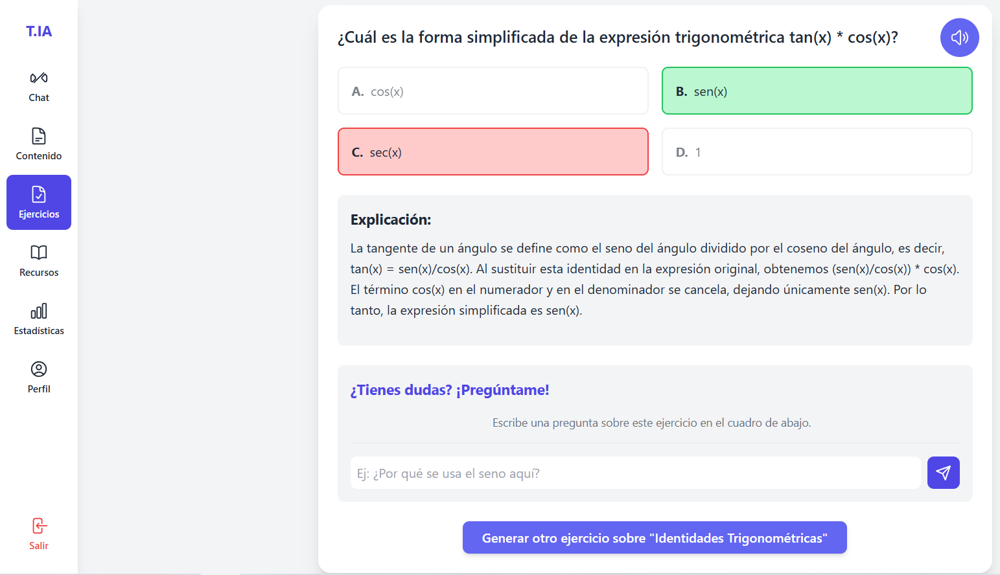 T.IA
Chat
Contenido
Ejercicios
Recursos
Estadísticas
Perfil
Salir
¿Cuál es la forma simplificada de la expresión trigonométrica tan(x) * cos(x)?
A. cos(x)
B. sen(x)
C. sec(x)
D. 1
Explicación:
La tangente de un ángulo se define como el seno del ángulo dividido por el coseno del ángulo, es decir,
tan(x) = sen(x)/cos(x). Al sustituir esta identidad en la expresión original, obtenemos (sen(x)/cos(x)) * cos(x).
El término cos(x) en el numerador y en el denominador se cancela, dejando únicamente sen(x). Por lo
tanto, la expresión simplificada es sen(x).
¿Tienes dudas? ¡Pregúntame!
Escribe una pregunta sobre este ejercicio en el cuadro de abajo.
Ej: ¿Por qué se usa el seno aquí?
Generar otro ejercicio sobre "Identidades Trigonométricas"